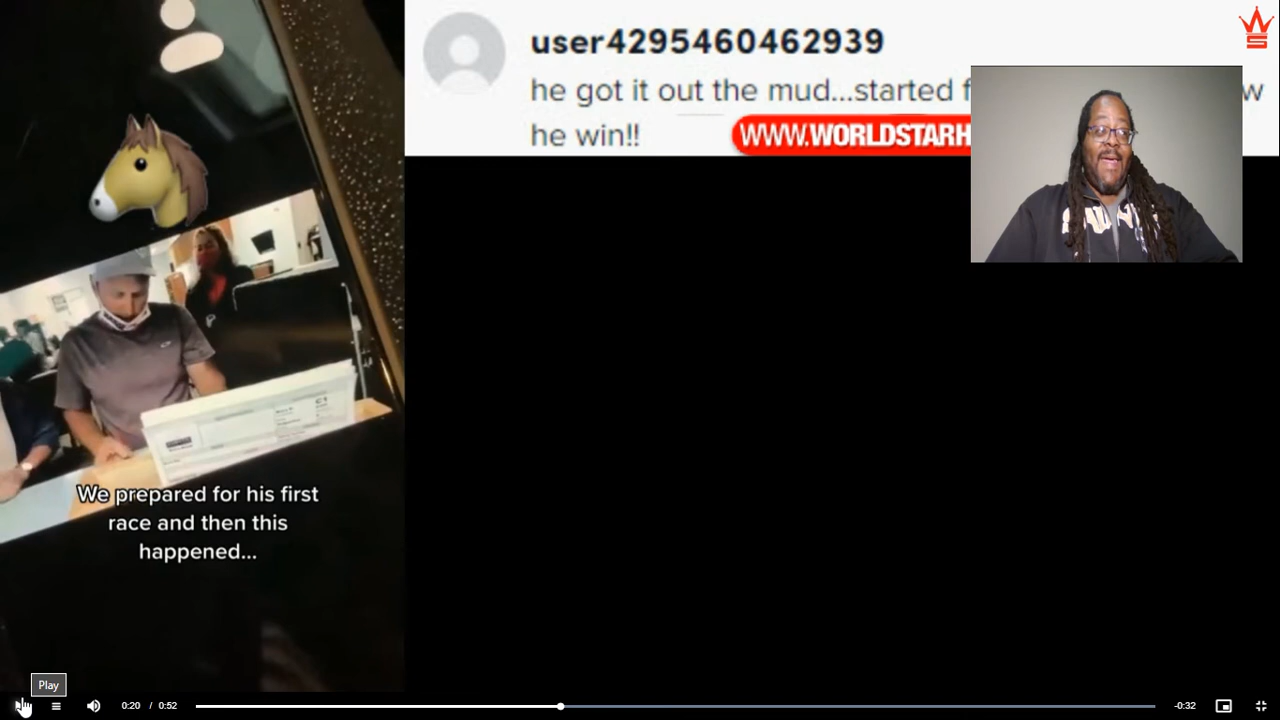 user4295460462939
he got it out the mud...started f
w
he win!!
WWW.WORLDSTARH
We prepared for his first
race and then this
happened...
Play
0:20 / 0:52
-0:32